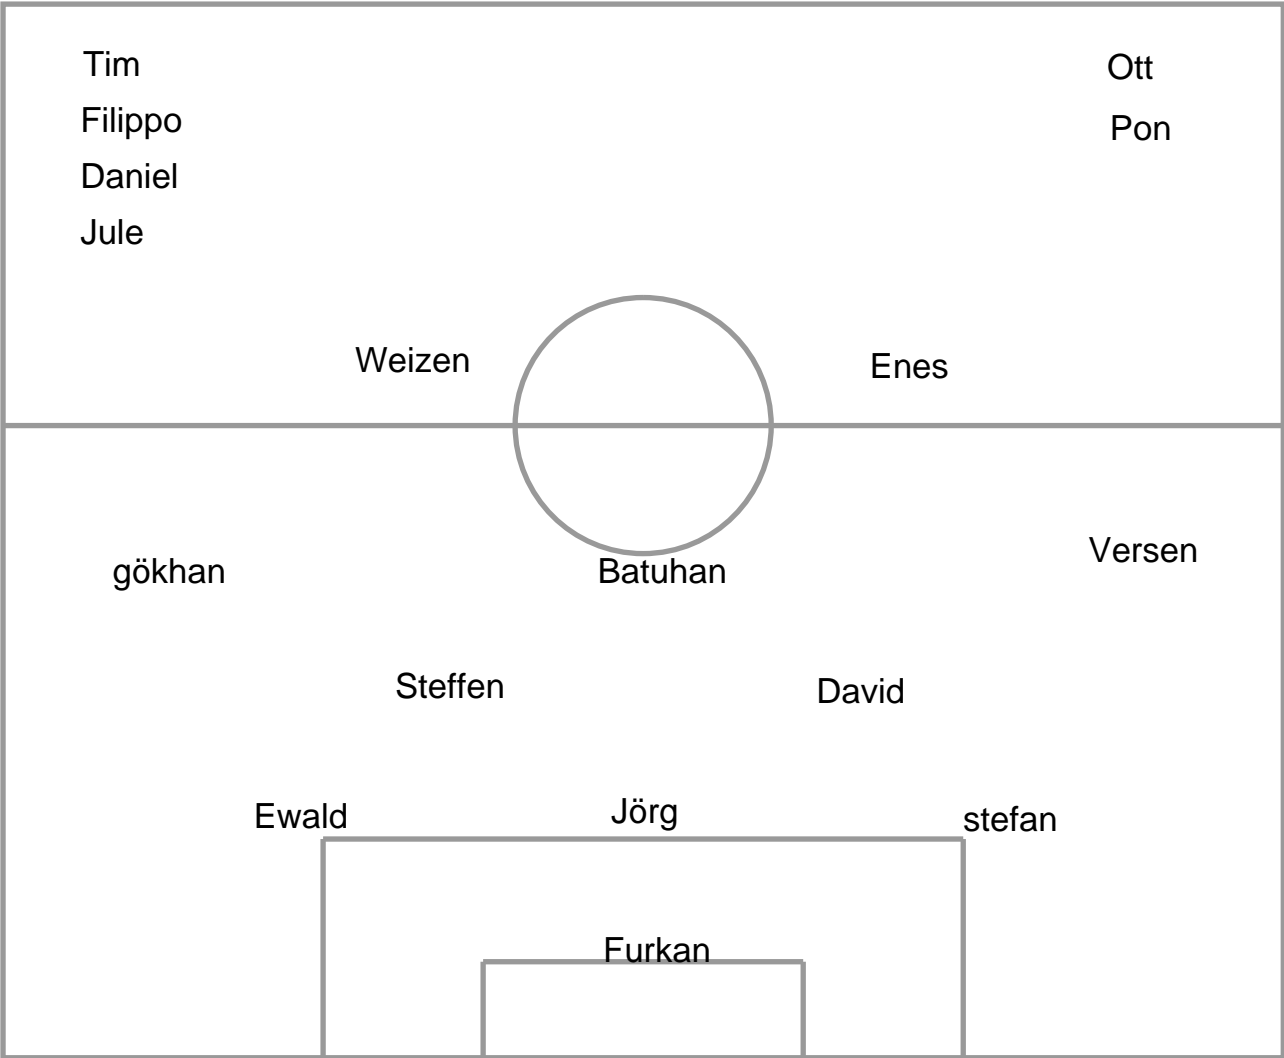 Tim
Ott
Filippo
Pon
Daniel
Jule
Weizen
Enes
gökhan
Batuhan
Versen
Steffen
David
Ewald
Jörg
stefan
Furkan